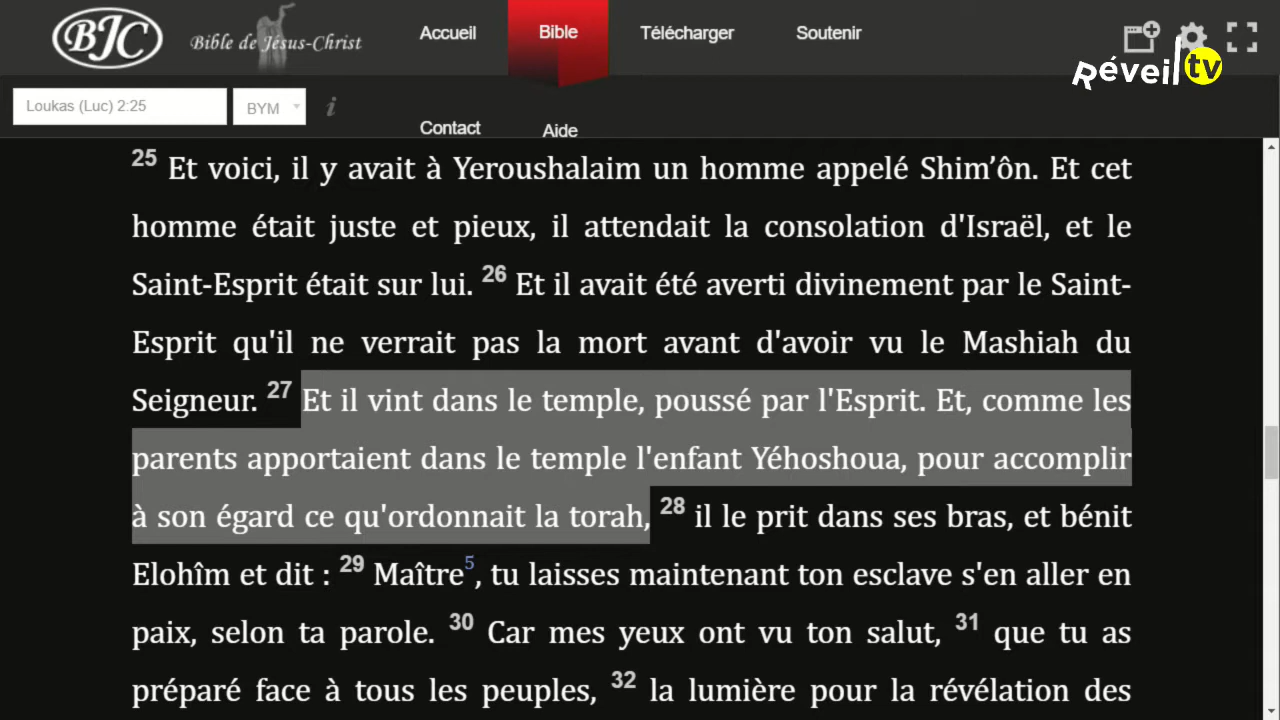 BJC Bible de Jésus-Christ Accueil Bible Télécharger Soutenir
Réveil tv
Loukas (Luc) 2:25 BYM i
Contact Aide
25 Et voici, il y avait à Yeroushalaim un homme appelé Shim’ôn. Et cet
homme était juste et pieux, il attendait la consolation d'Israël, et le
Saint-Esprit était sur lui. 26 Et il avait été averti divinement par le Saint-
Esprit qu'il ne verrait pas la mort avant d'avoir vu le Mashiah du
Seigneur. 27 Et il vint dans le temple, poussé par l'Esprit. Et, comme les
parents apportaient dans le temple l'enfant Yéhoshoua, pour accomplir
à son égard ce qu'ordonnait la torah, 28 il le prit dans ses bras, et bénit
Elohîm et dit : 29 Maître5, tu laisses maintenant ton esclave s'en aller en
paix, selon ta parole. 30 Car mes yeux ont vu ton salut, 31 que tu as
préparé face à tous les peuples, 32 la lumière pour la révélation des